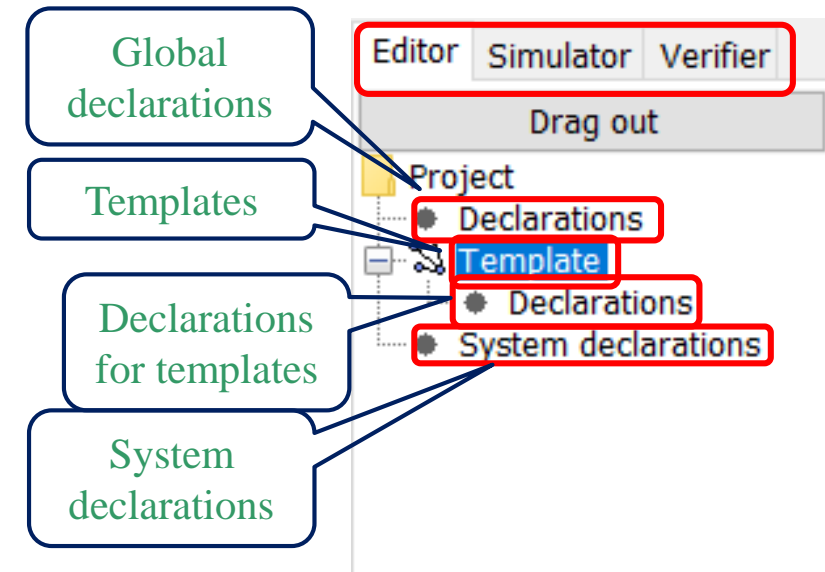 Global
declarations
Templates
Declarations
for templates
System
declarations
Editor Simulator Verifier
Drag out
Project
Declarations
Template
Declarations
System declarations